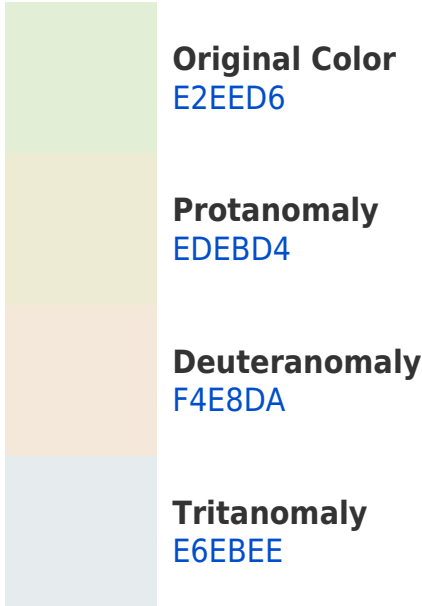 Original Color
E2EED6
Protanomaly
EDEBD4
Deuteranomaly
F4E8DA
Tritanomaly
E6EBEE